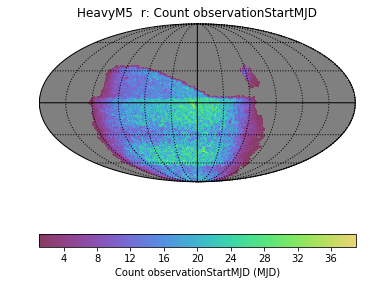 HeavyM5  r: Count observationStartMJD
4 8 12 16 20 24 28 32 36
Count observationStartMJD (MJD)